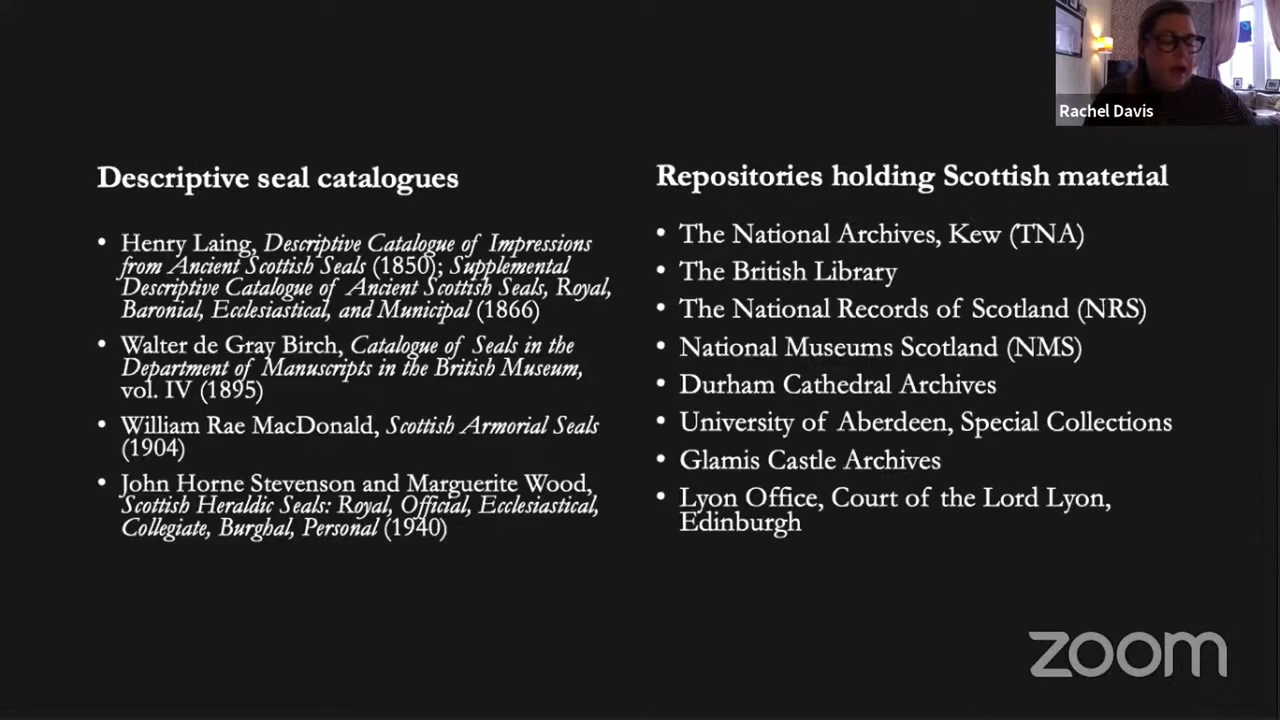 Rachel Davis
Descriptive seal catalogues
• Henry Laing, Descriptive Catalogue of Impressions
from Ancient Scottish Seals (1850); Supplemental
Descriptive Catalogue of Ancient Scottish Seals, Royal,
Baronial, Ecclesiastical, and Municipal (1866)
• Walter de Gray Birch, Catalogue of Seals in the
Department of Manuscripts in the British Museum,
vol. IV (1895)
• William Rae MacDonald, Scottish Armorial Seals
(1904)
• John Horne Stevenson and Marguerite Wood,
Scottish Heraldic Seals: Royal, Official, Ecclesiastical,
Collegiate, Burghal, Personal (1940)
Repositories holding Scottish material
• The National Archives, Kew (TNA)
• The British Library
• The National Records of Scotland (NRS)
• National Museums Scotland (NMS)
• Durham Cathedral Archives
• University of Aberdeen, Special Collections
• Glamis Castle Archives
• Lyon Office, Court of the Lord Lyon,
Edinburgh
zoom